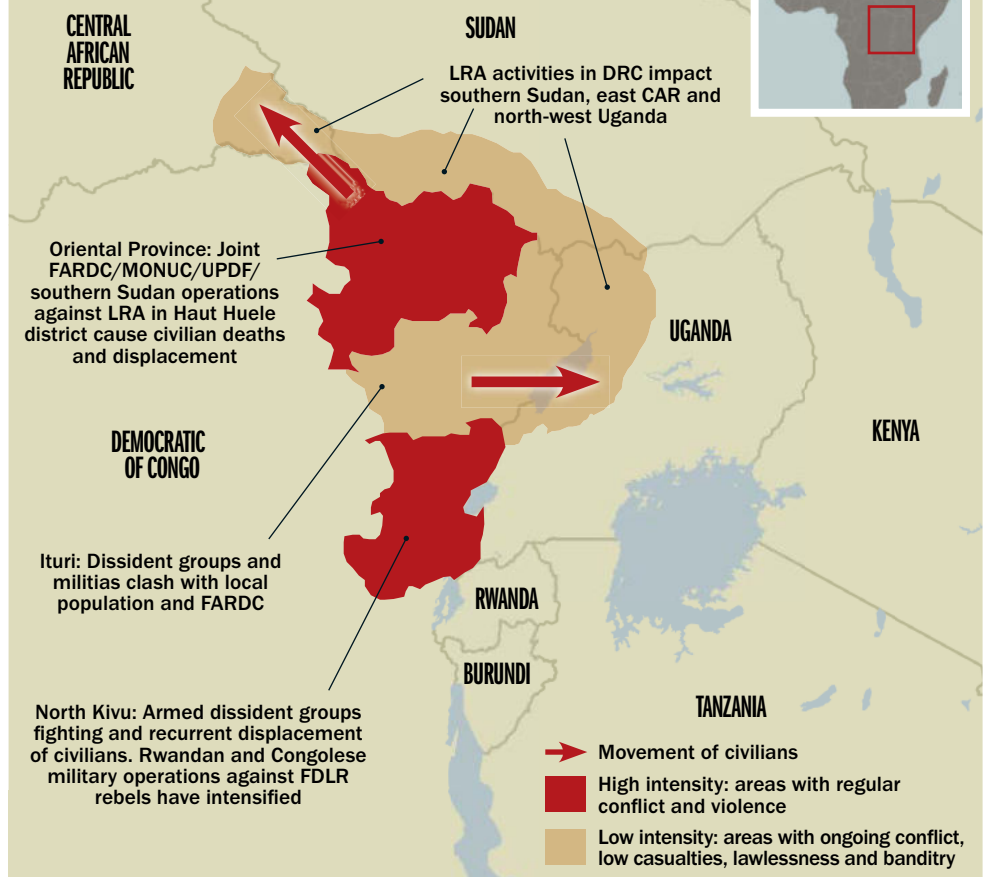 CENTRAL
AFRICAN
REPUBLIC
SUDAN
LRA activities in DRC impact
southern Sudan, east CAR and
north-west Uganda
Oriental Province: Joint
FARDC/MONUC/UPDF/
southern Sudan operations
against LRA in Haut Huele
district cause civilian deaths
and displacement
UGANDA
KENYA
DEMOCRATIC
OF CONGO
Ituri: Dissident groups and
militias clash with local
population and FARDC
RWANDA
BURUNDI
TANZANIA
North Kivu: Armed dissident groups
fighting and recurrent displacement
of civilians. Rwandan and Congolese
military operations against FDLR
rebels have intensified
Movement of civilians
High intensity: areas with regular
conflict and violence
Low intensity: areas with ongoing conflict,
low casualties, lawlessness and banditry